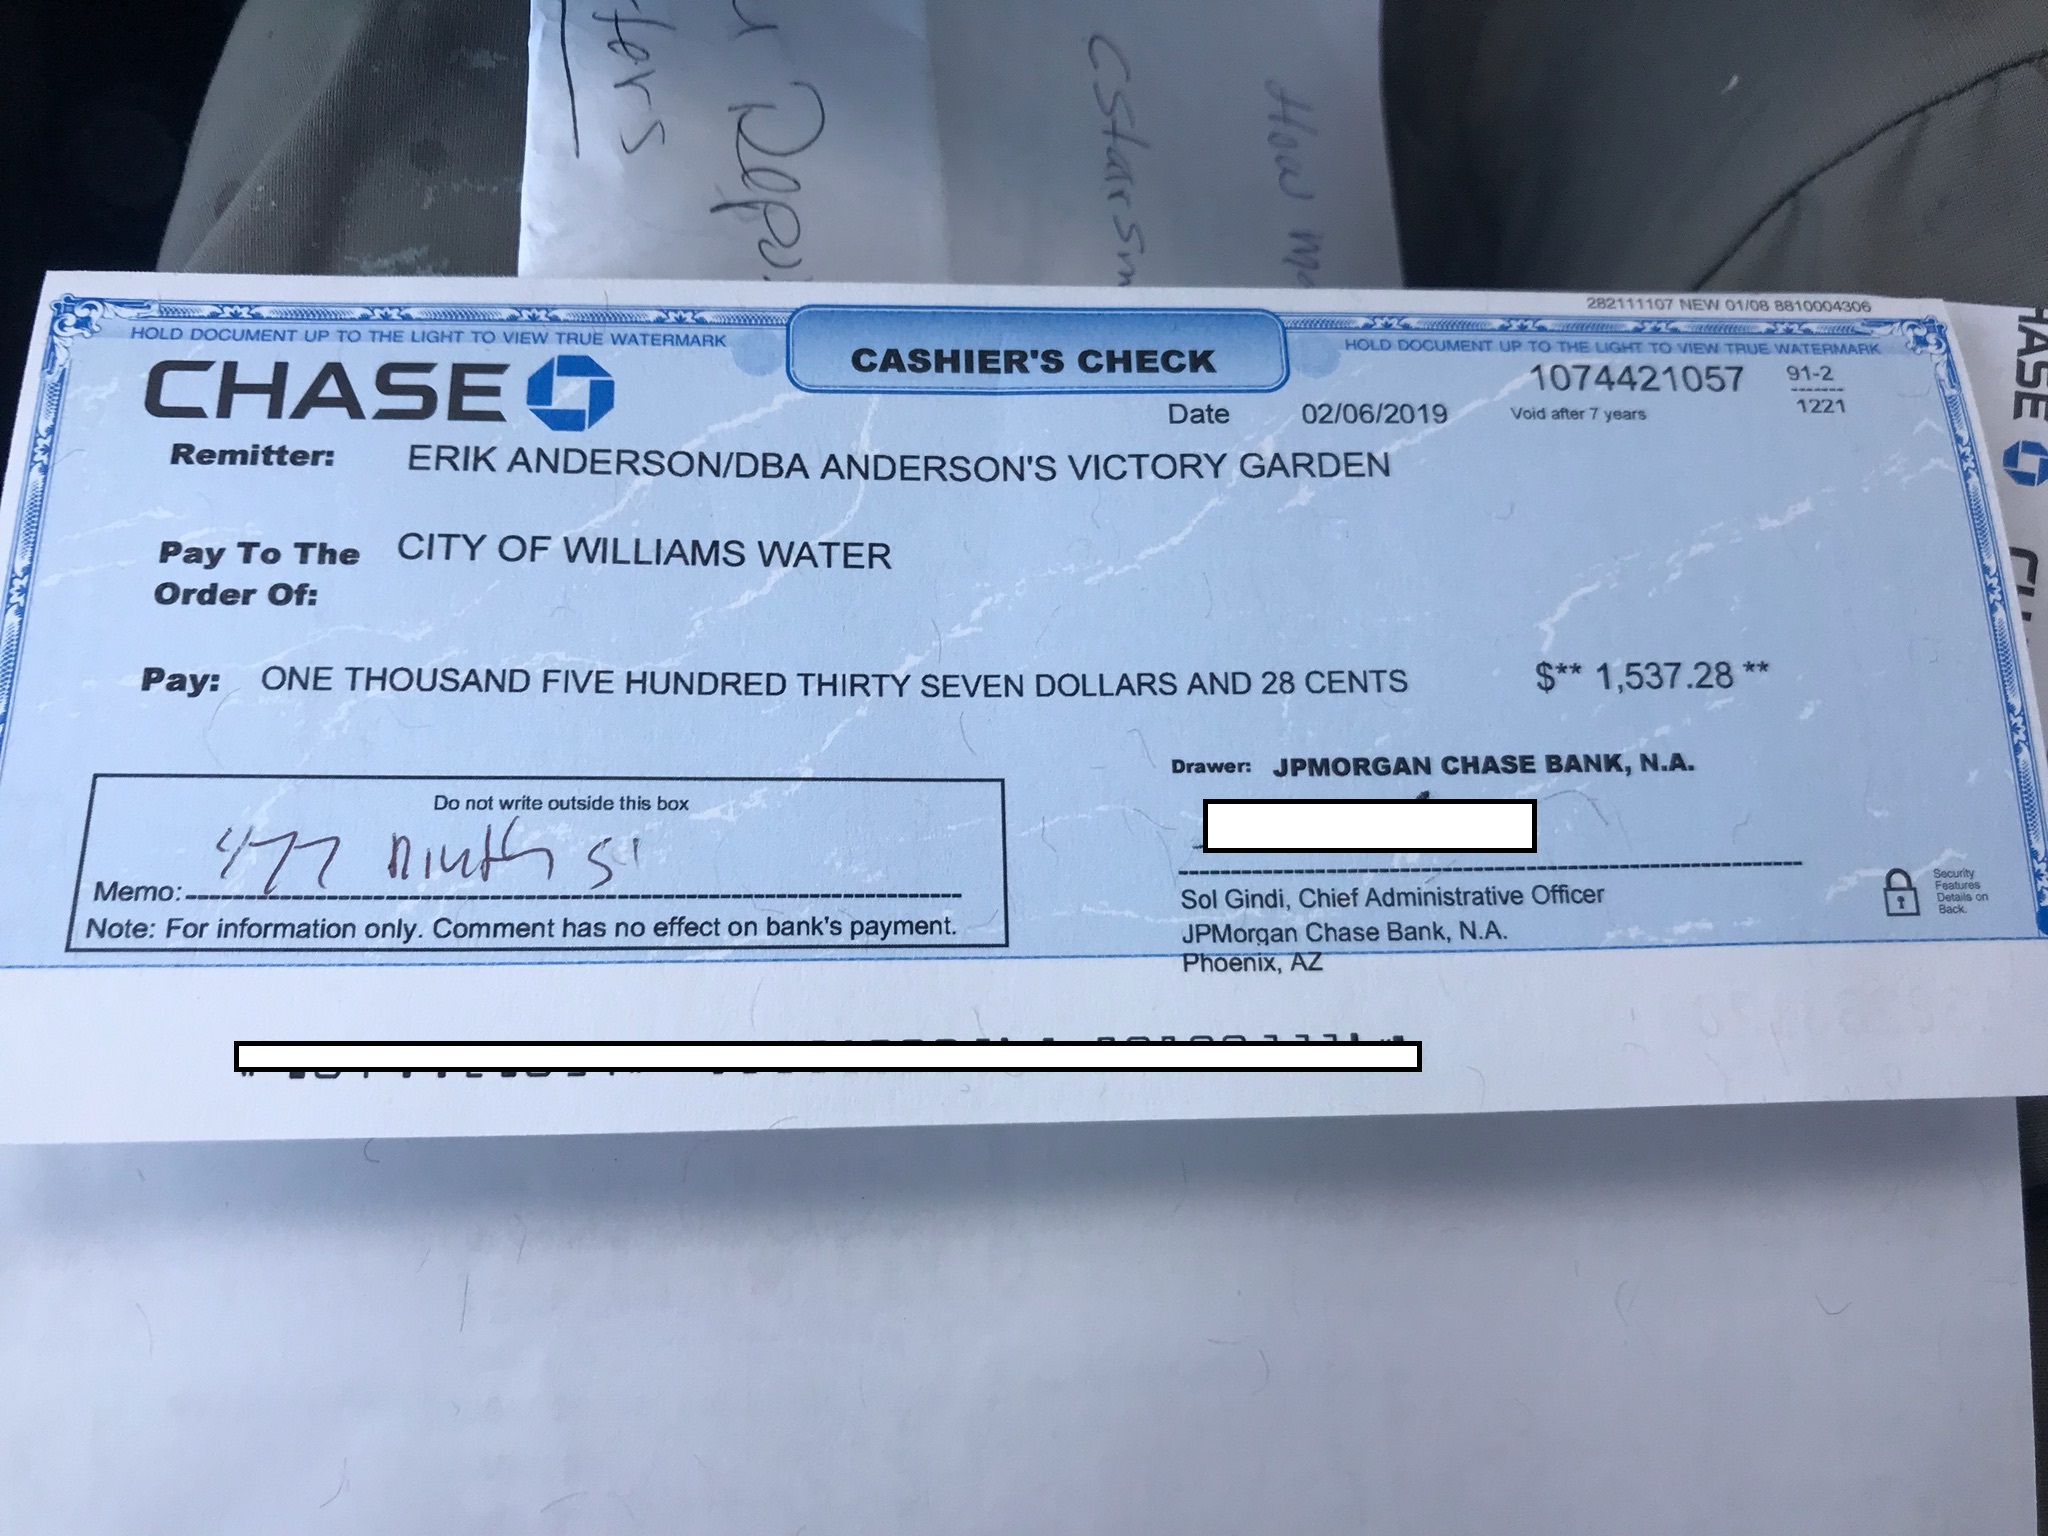 HOLD DOCUMENT UP TO THE LIGHT TO VIEW TRUE WATERMARK
282111107 NEW 01/08 8810004306
HOLD DOCUMENT UP TO THE LIGHT TO VIEW TRUE WATERMARK
CHASE
CASHIER'S CHECK
1074421057
91-2
1221
Date 02/06/2019
Void after 7 years
Remitter: ERIK ANDERSON/DBA ANDERSON'S VICTORY GARDEN
Pay To The CITY OF WILLIAMS WATER
Order Of:
Pay: ONE THOUSAND FIVE HUNDRED THIRTY SEVEN DOLLARS AND 28 CENTS $** 1,537.28 **
Do not write outside this box
477 Ninth St
Memo:
Note: For information only. Comment has no effect on bank's payment.
Drawer: JPMORGAN CHASE BANK, N.A.
Sol Gindi, Chief Administrative Officer
JPMorgan Chase Bank, N.A.
Phoenix, AZ
Security
Features
Details on
Back.